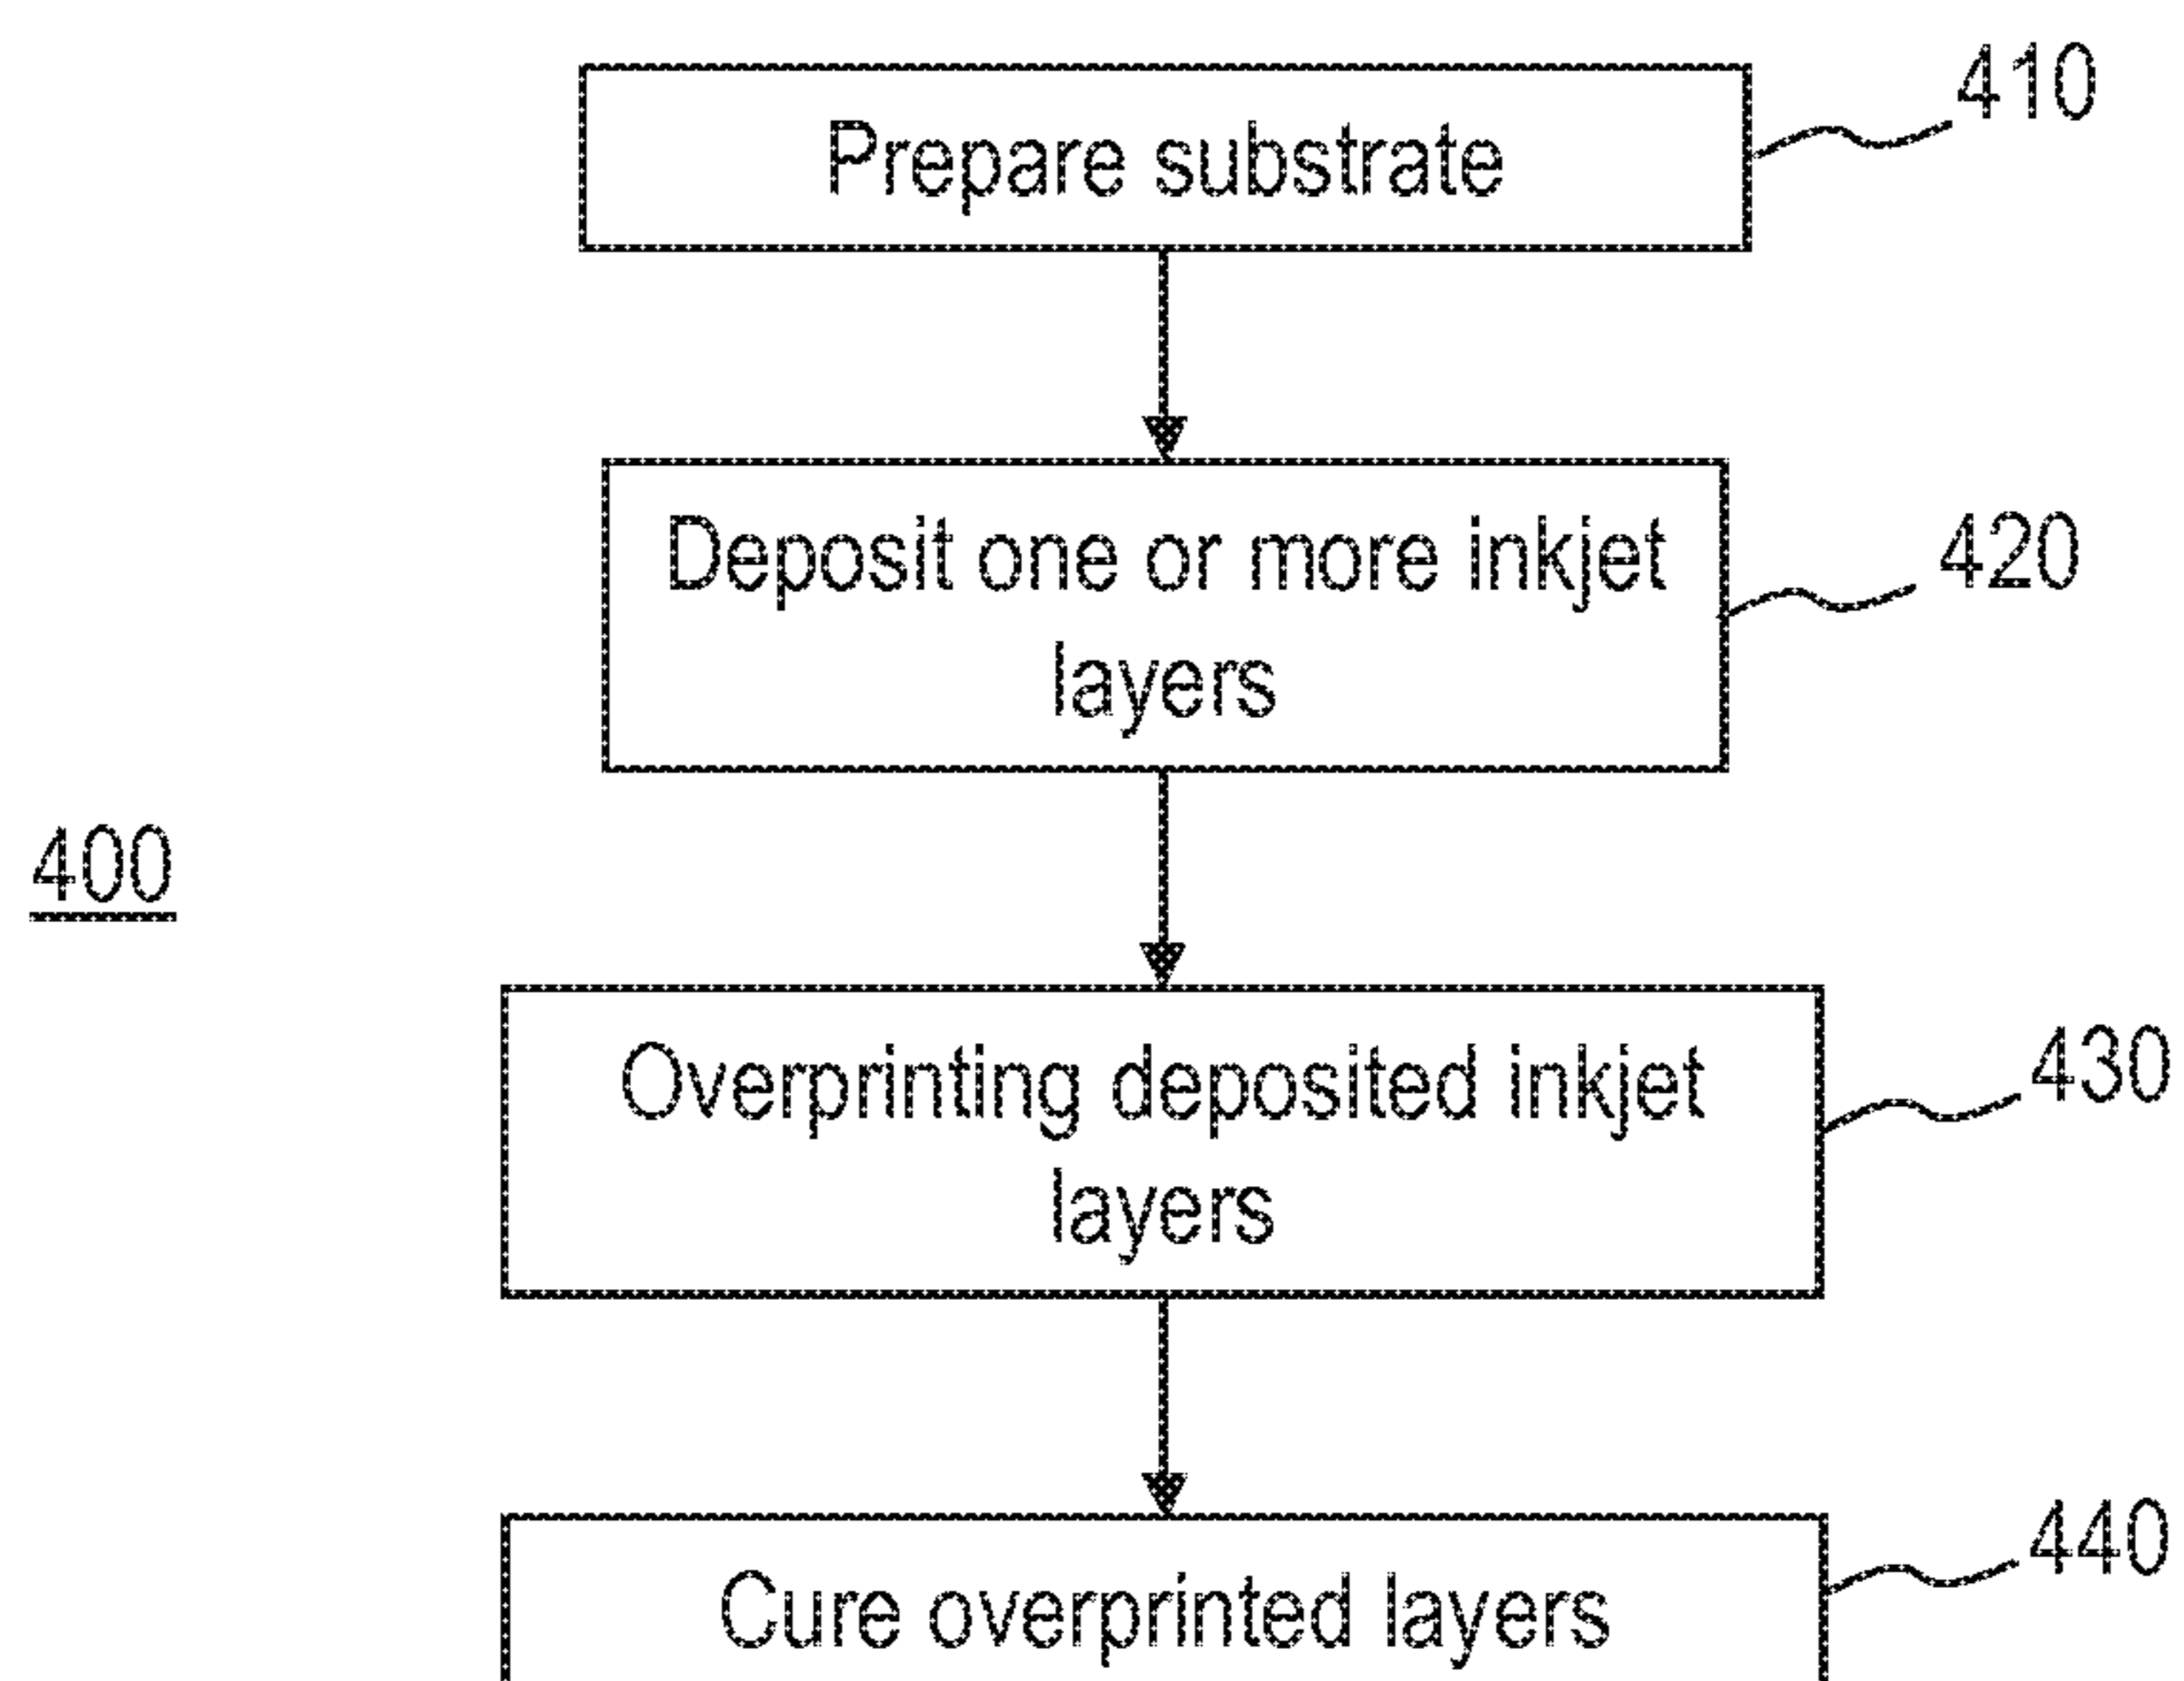 410
Prepare substrate
Deposit one or more inkjet
layers
420
400
Overprinting deposited inkjet
layers
430
440
Cure overprinted layers